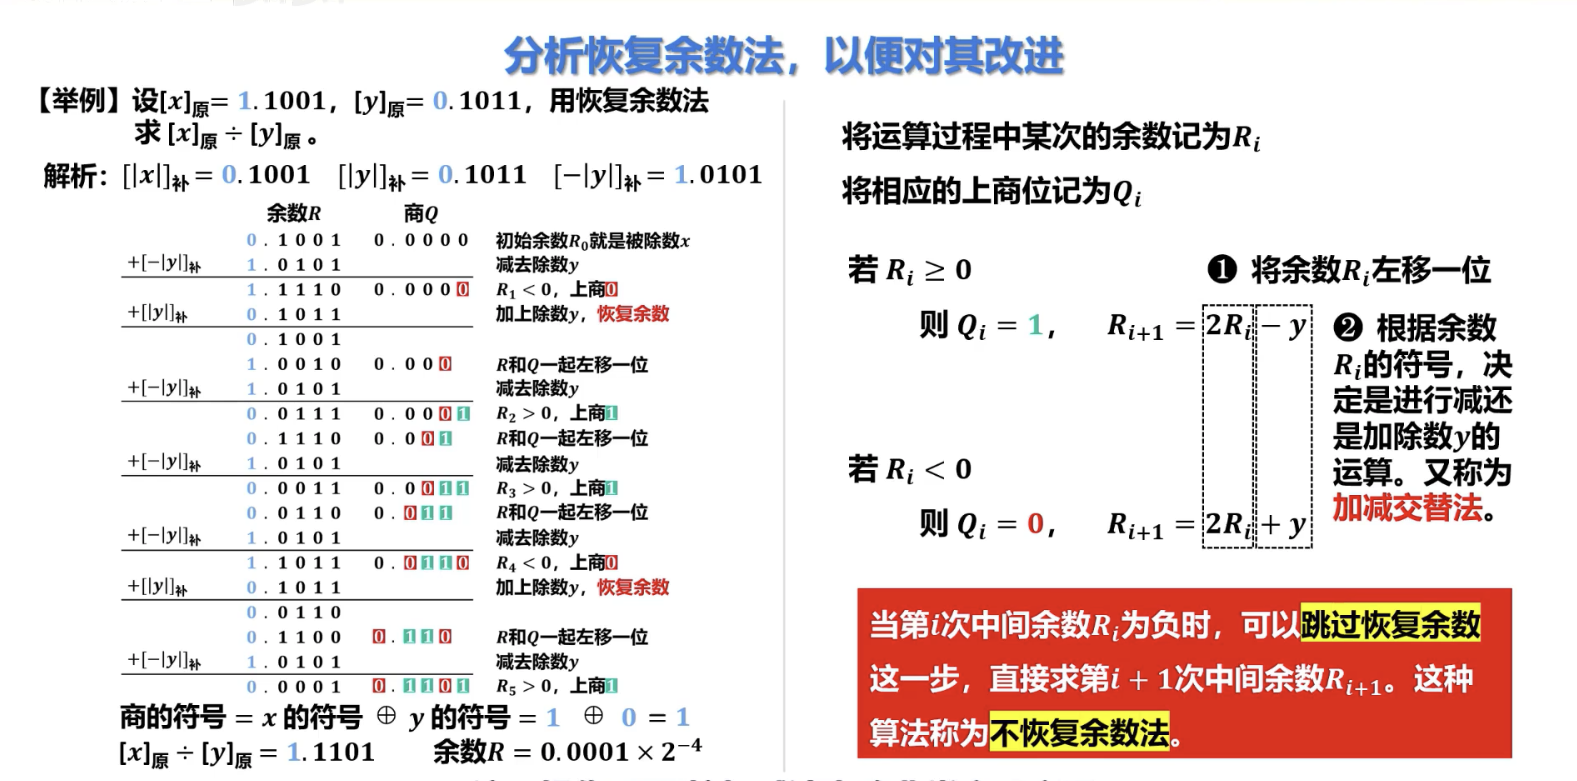 分析恢复余数法，以便对其改进
【举例】设[x]原= 1.1001，[y]原= 0.1011，用恢复余数法
求 [x]原 ÷ [y]原 。
解析：[|x|]补 = 0.1001 [|y|]补 = 0.1011 [−|y|]补 = 1.0101
余数R 商Q
0.1001 0.0000 初始余数R₀就是被除数x
+[−|y|]补 1.0101 减去除数y
1.1110 0.0000 R₁ < 0，上商0
+[|y|]补 0.1011 加上除数y，恢复余数
0.1001
1.0010 0.000 R和Q一起左移一位
+[−|y|]补 1.0101 减去除数y
0.0111 0.0001 R₂ > 0，上商1
0.1110 0.001 R和Q一起左移一位
+[−|y|]补 1.0101 减去除数y
0.0011 0.0011 R₃ > 0，上商1
0.0110 0.011 R和Q一起左移一位
+[−|y|]补 1.0101 减去除数y
1.1011 0.0110 R₄ < 0，上商0
+[|y|]补 0.1011 加上除数y，恢复余数
0.0110
0.1100 0.110 R和Q一起左移一位
+[−|y|]补 1.0101 减去除数y
0.0001 0.1101 R₅ > 0，上商1
商的符号 = x 的符号 ⊕ y 的符号 = 1 ⊕ 0 = 1
[x]原 ÷ [y]原 = 1.1101 余数R = 0.0001 × 2⁻⁴
将运算过程中某次的余数记为Rᵢ
将相应的上商位记为Qᵢ
若 Rᵢ ≥ 0
则 Qᵢ = 1, Rᵢ₊₁ = 2Rᵢ − y
若 Rᵢ < 0
则 Qᵢ = 0, Rᵢ₊₁ = 2Rᵢ + y
❶ 将余数Rᵢ左移一位
❷ 根据余数
Rᵢ的符号，决
定是进行减还
是加除数y的
运算。又称为
加减交替法。
当第i次中间余数Rᵢ为负时，可以跳过恢复余数
这一步，直接求第i + 1次中间余数Rᵢ₊₁。这种
算法称为不恢复余数法。